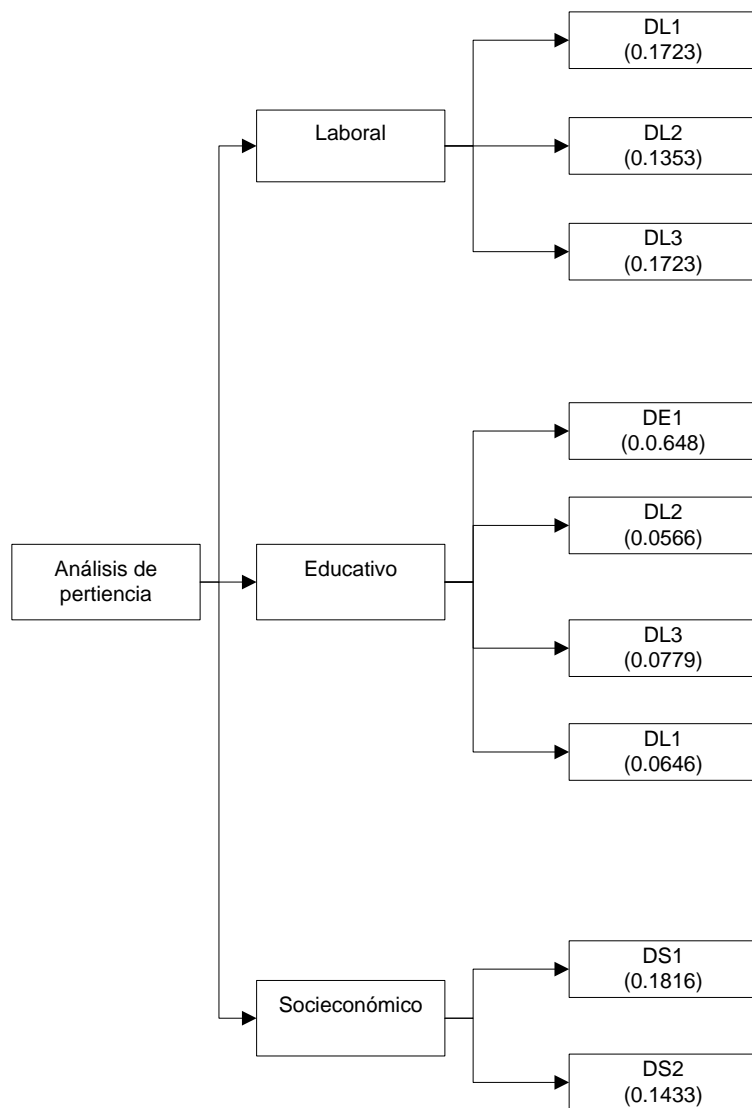 DL1
(0.1723)
Laboral
DL2
(0.1353)
DL3
(0.1723)
DE1
(0.0.648)
DL2
(0.0566)
Análisis de
pertiencia
Educativo
DL3
(0.0779)
DL1
(0.0646)
DS1
(0.1816)
Socieconómico
DS2
(0.1433)